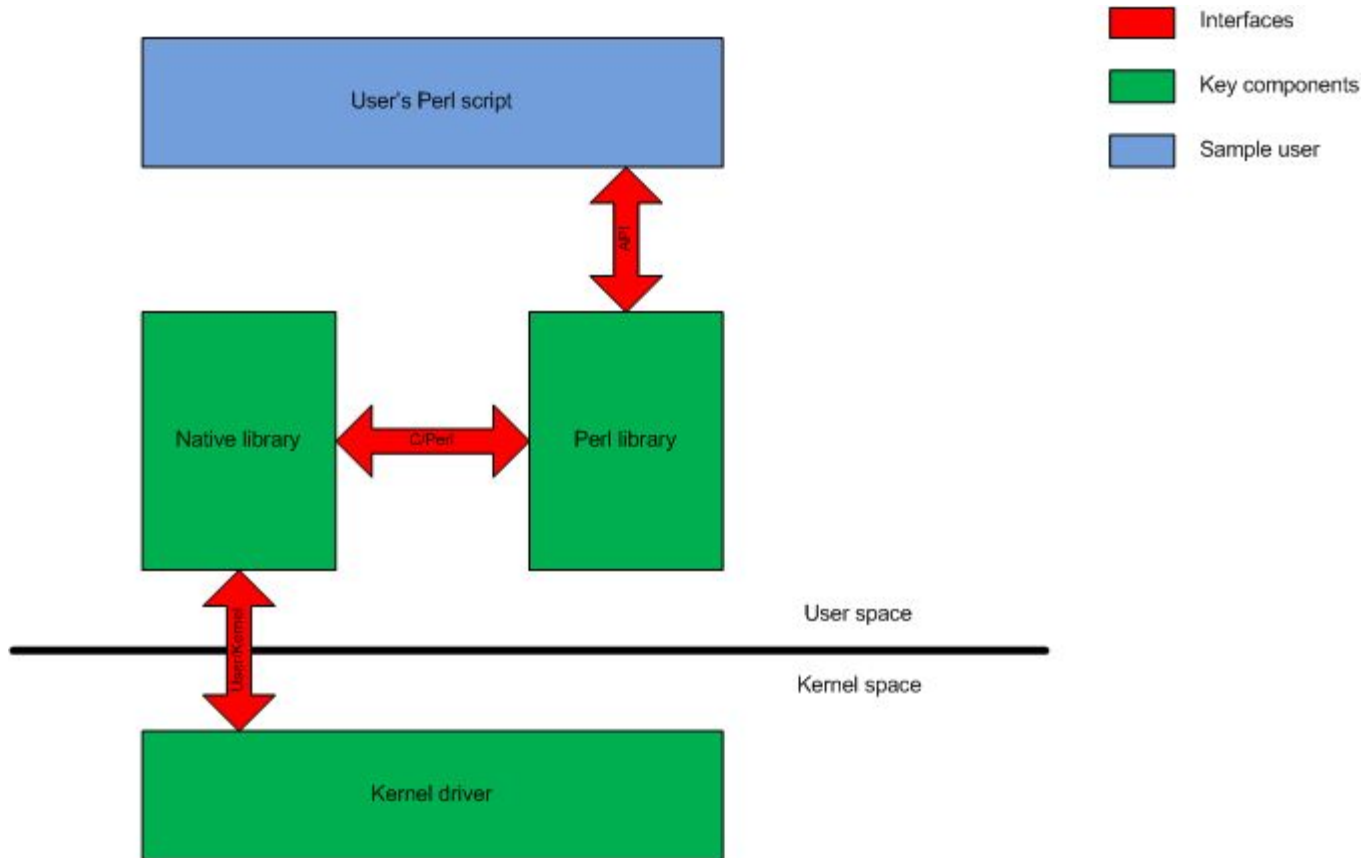 Interfaces
User's Perl script
Key components
Sample user
API
Native library
C/Perl
Perl library
User space
User/Kernel
Kernel space
Kernel driver